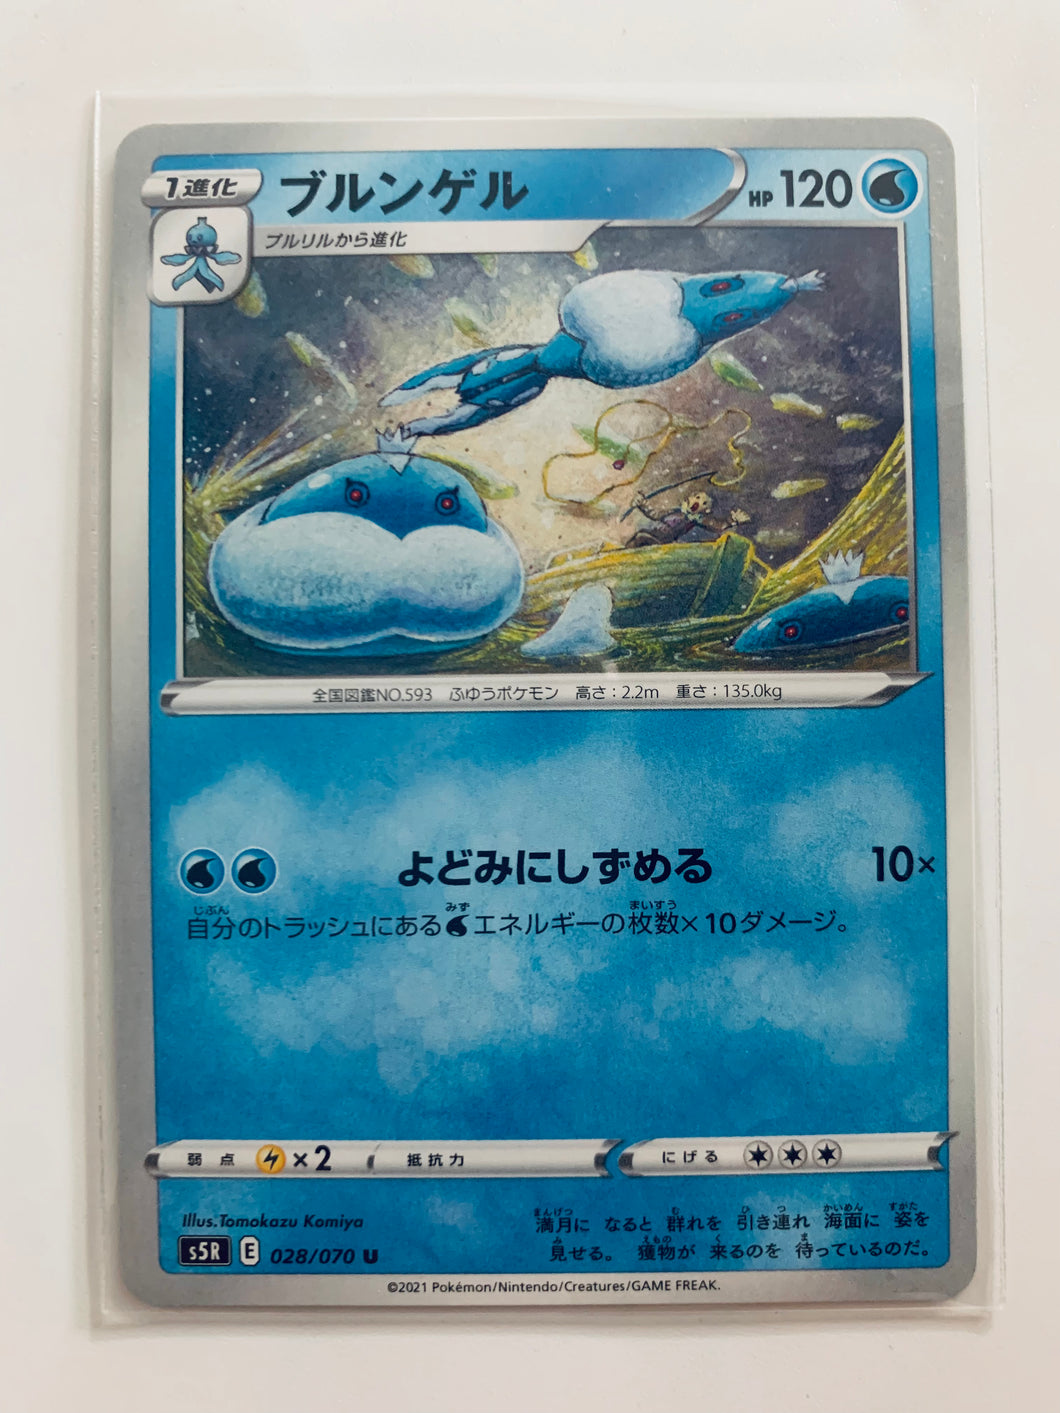 1進化
ブルンゲル
HP 120
プルリルから進化
全国図鑑NO.593 ふゆうポケモン 高さ:2.2m 重さ:135.0kg
よどみにしずめる 10×
自分のトラッシュにあるエネルギーの枚数×10ダメージ。
弱点 ×2 抵抗力 にげる
Illus.Tomokazu Komiya
s5R E 028/070 U
満月に なると 群れを 引き連れ 海面に 姿を
見せる。 獲物が 来るのを 待っているのだ。
©2021 Pokémon/Nintendo/Creatures/GAME FREAK.